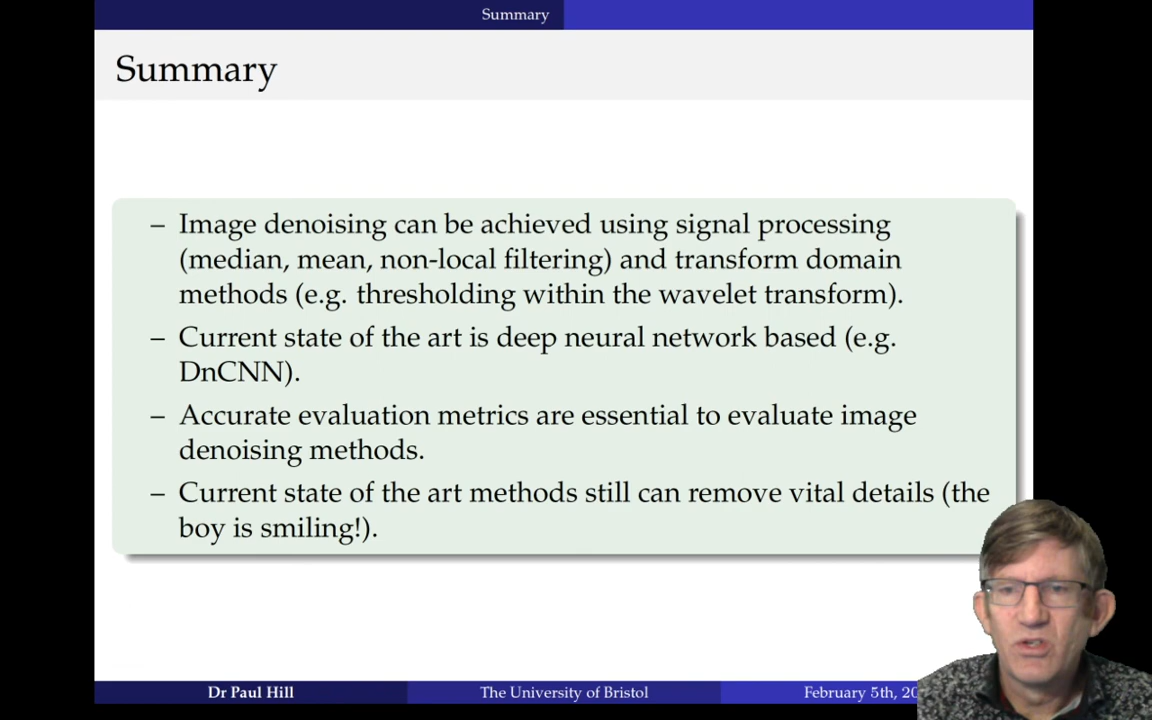 Summary
Summary
– Image denoising can be achieved using signal processing
(median, mean, non-local filtering) and transform domain
methods (e.g. thresholding within the wavelet transform).
– Current state of the art is deep neural network based (e.g.
DnCNN).
– Accurate evaluation metrics are essential to evaluate image
denoising methods.
– Current state of the art methods still can remove vital details (the
boy is smiling!).
Dr Paul Hill The University of Bristol February 5th,